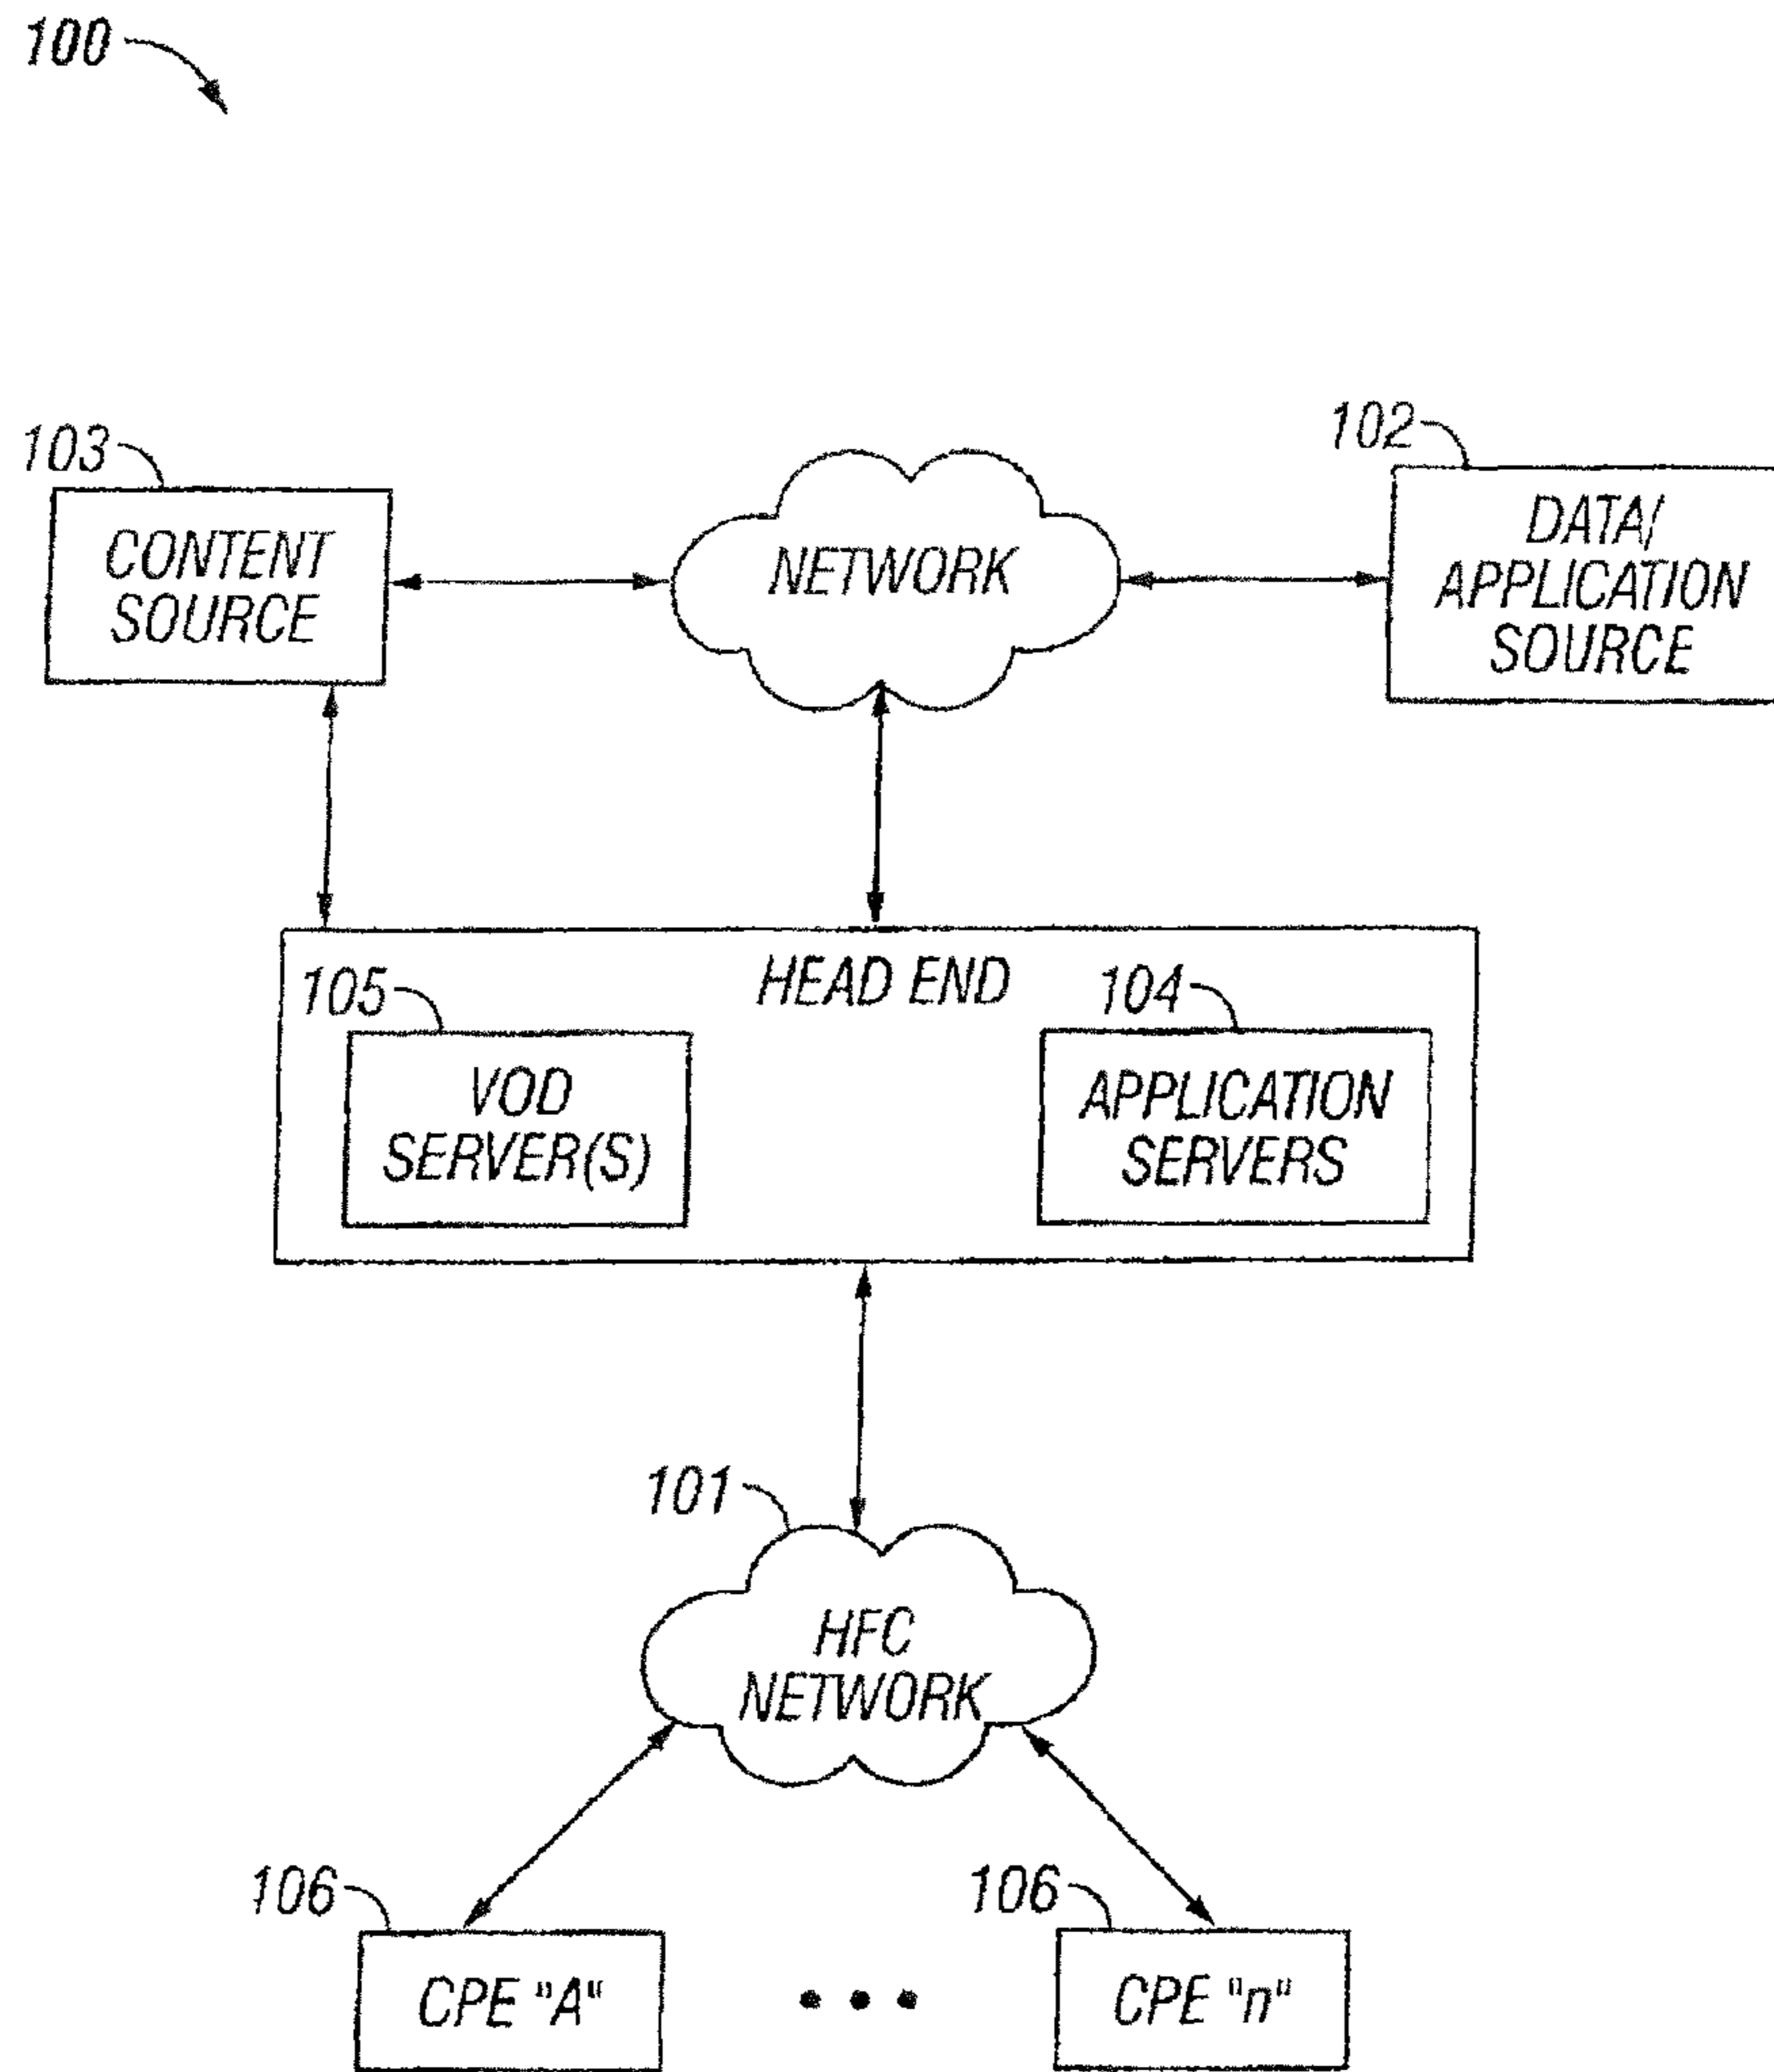 100
103
CONTENT
SOURCE
NETWORK
102
DATA/
APPLICATION
SOURCE
HEAD END
105
VOD
SERVER(S)
104
APPLICATION
SERVERS
101
HFC
NETWORK
106
CPE "A"
106
CPE "n"